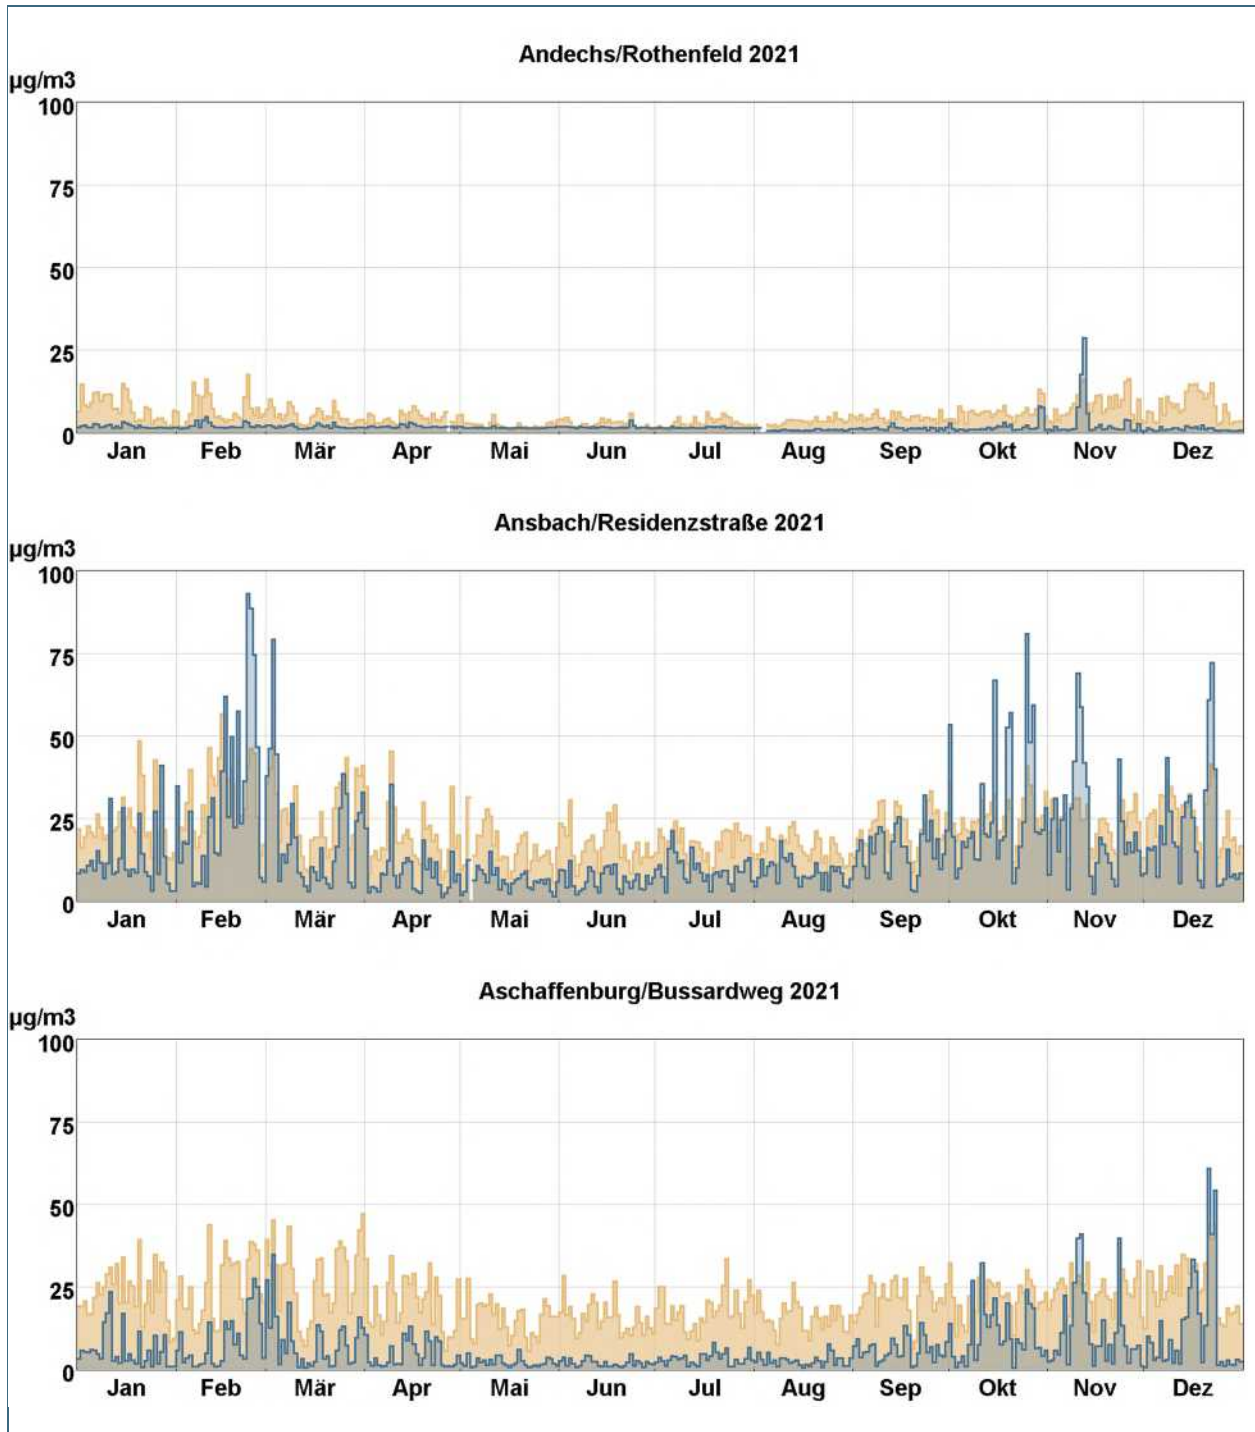 Andechs/Rothenfeld 2021
µg/m3
100
75
50
25
0
Jan Feb Mär Apr Mai Jun Jul Aug Sep Okt Nov Dez
Ansbach/Residenzstraße 2021
µg/m3
100
75
50
25
0
Jan Feb Mär Apr Mai Jun Jul Aug Sep Okt Nov Dez
Aschaffenburg/Bussardweg 2021
µg/m3
100
75
50
25
0
Jan Feb Mär Apr Mai Jun Jul Aug Sep Okt Nov Dez